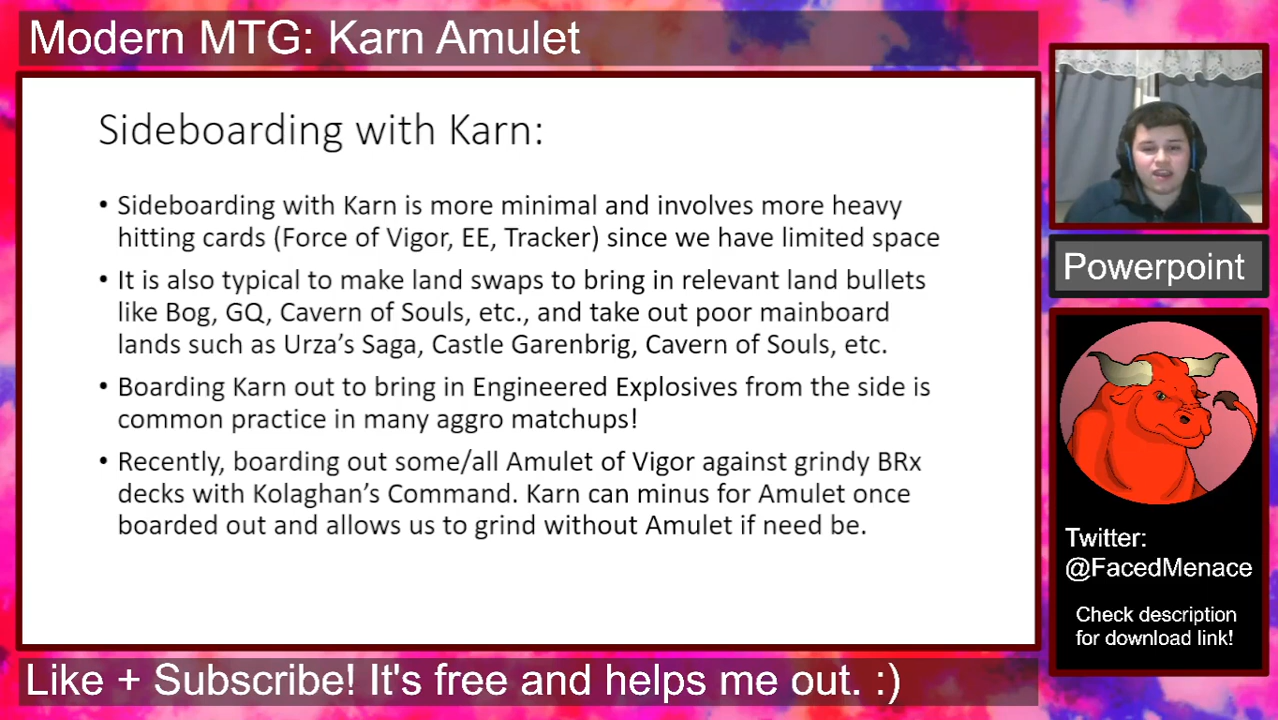 Modern MTG: Karn Amulet
Sideboarding with Karn:
• Sideboarding with Karn is more minimal and involves more heavy
hitting cards (Force of Vigor, EE, Tracker) since we have limited space
• It is also typical to make land swaps to bring in relevant land bullets
like Bog, GQ, Cavern of Souls, etc., and take out poor mainboard
lands such as Urza's Saga, Castle Garenbrig, Cavern of Souls, etc.
• Boarding Karn out to bring in Engineered Explosives from the side is
common practice in many aggro matchups!
• Recently, boarding out some/all Amulet of Vigor against grindy BRx
decks with Kolaghan's Command. Karn can minus for Amulet once
boarded out and allows us to grind without Amulet if need be.
Powerpoint
Twitter:
@FacedMenace
Check description
for download link!
Like + Subscribe! It's free and helps me out. :)